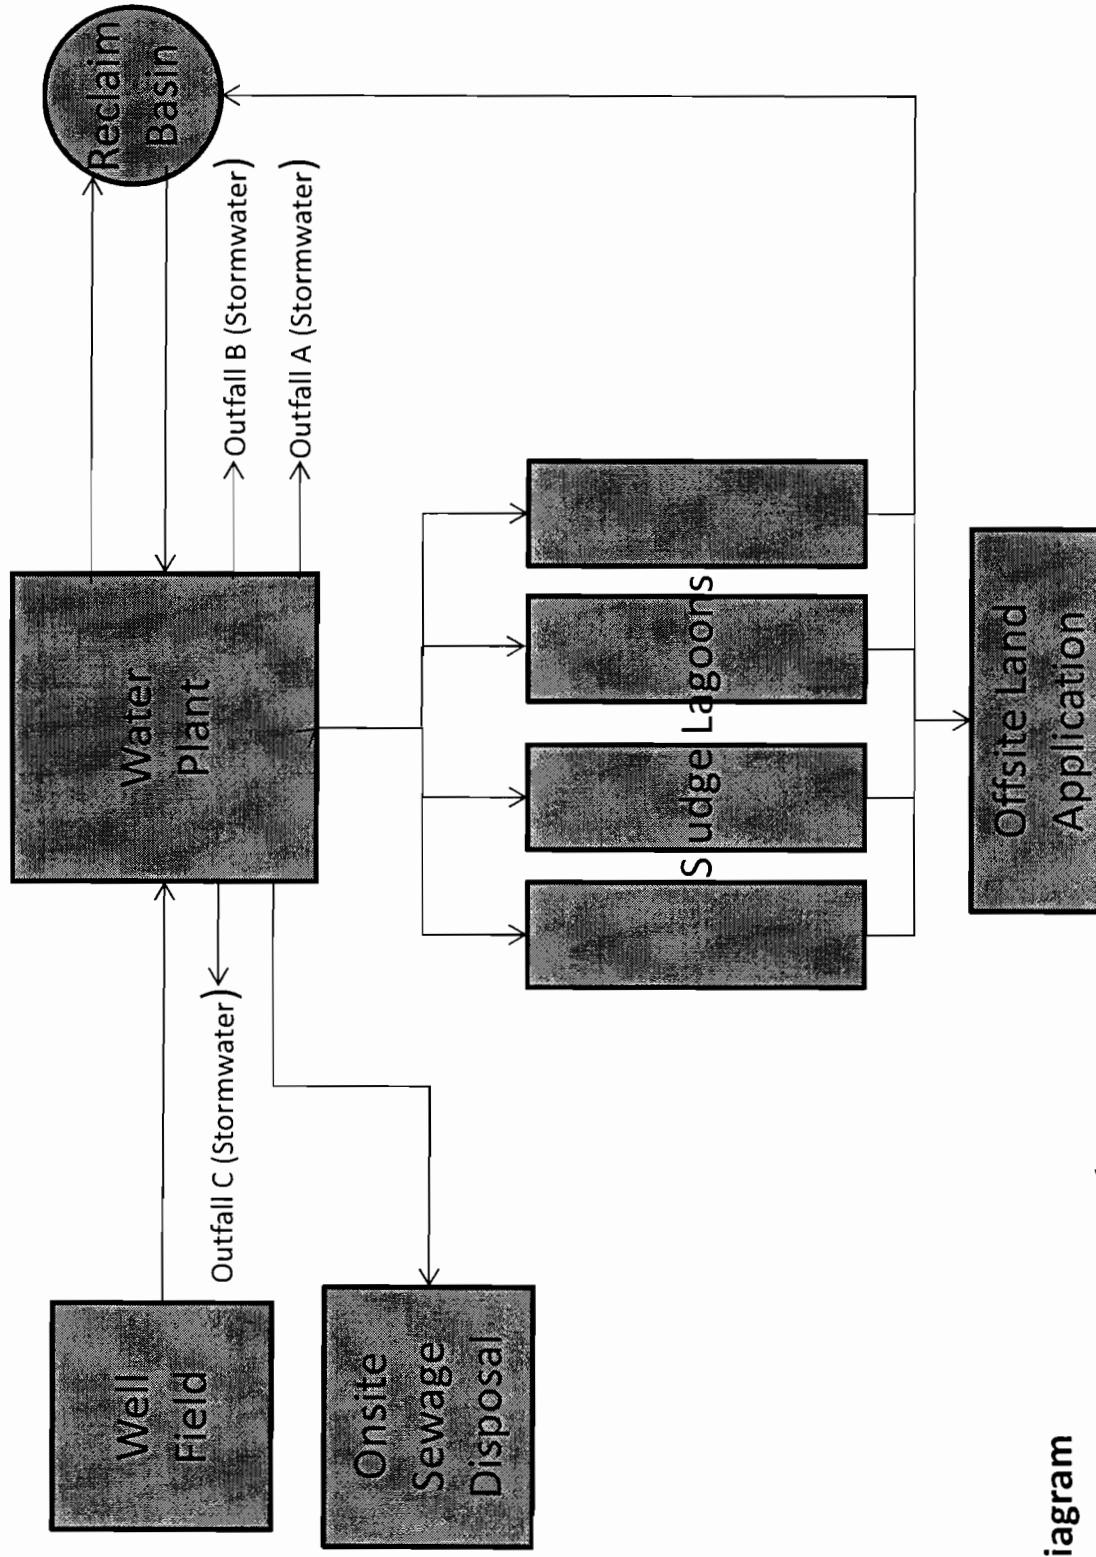 Well
Field
Onsite
Sewage
Disposal
Outfall C (Stormwater)
Water
Plant
Reclaim
Basin
Outfall B (Stormwater)
Outfall A (Stormwater)
S udge Lagoons
Offsite Land
Application
iagram